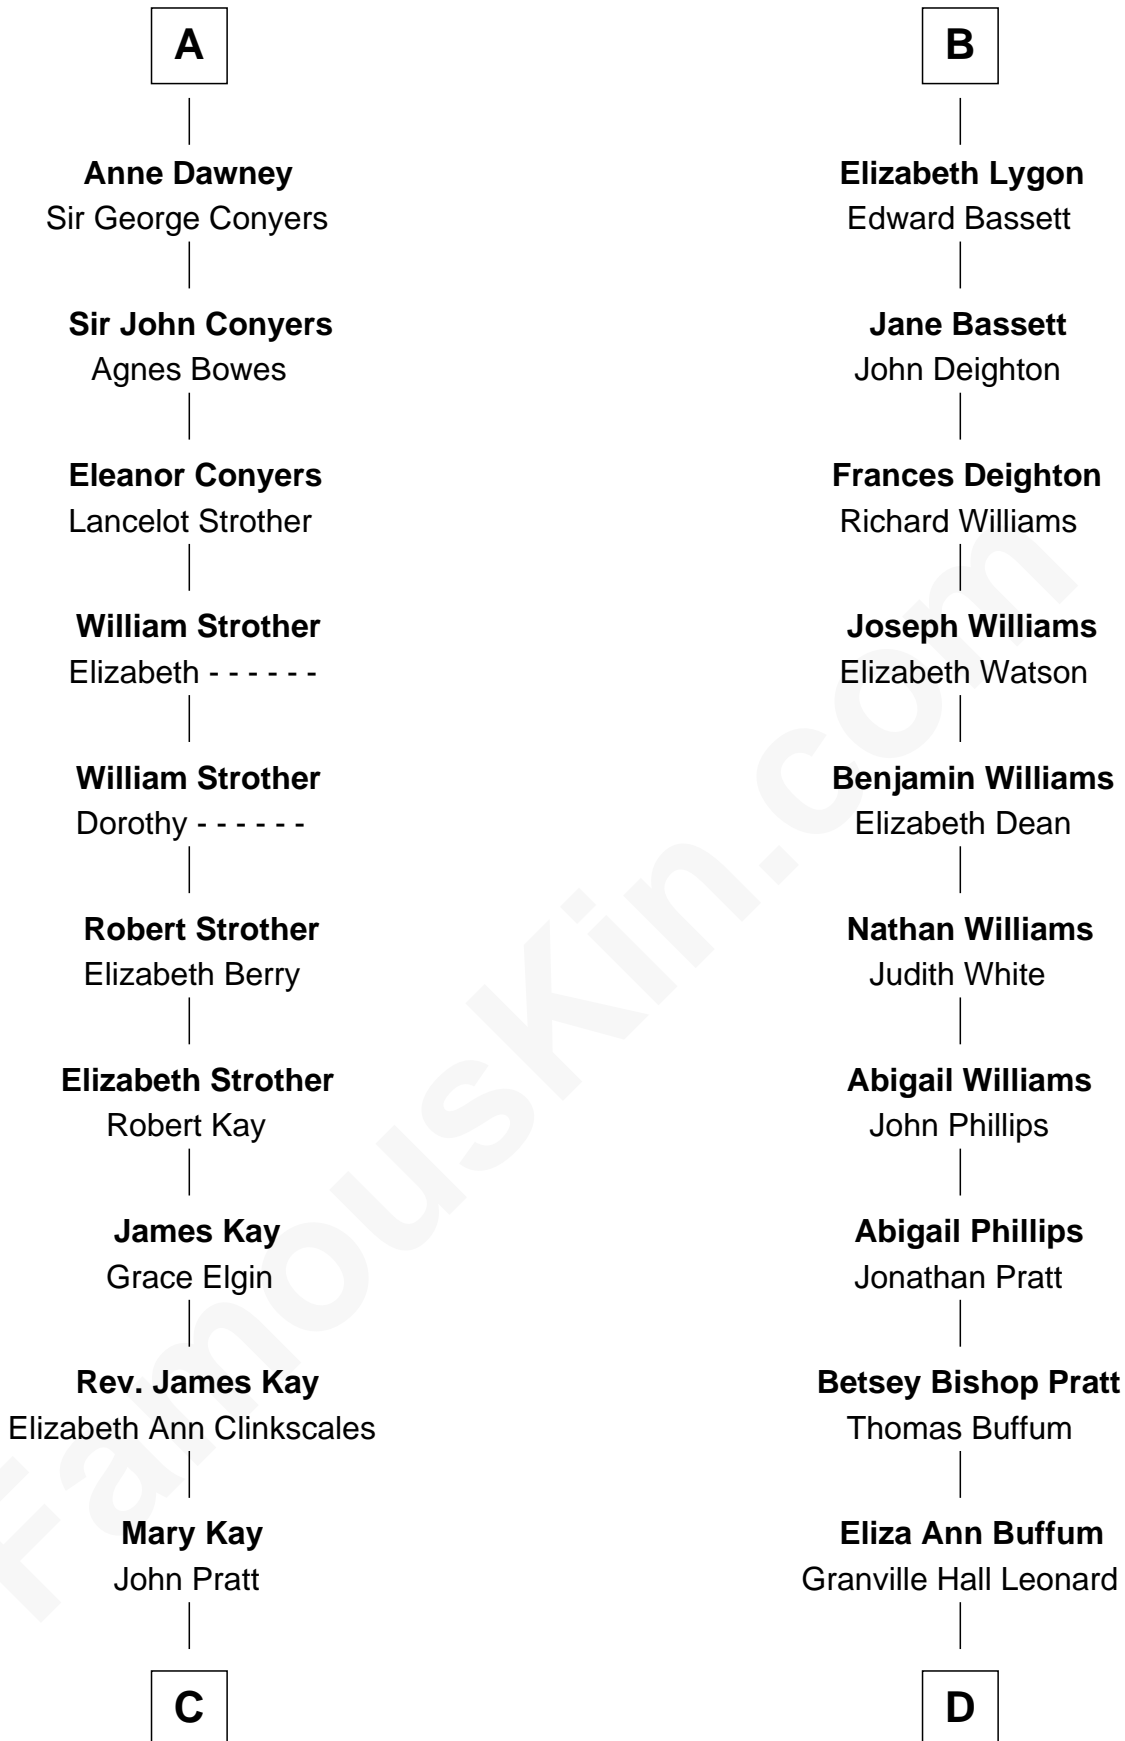 A
Anne Dawney
Sir George Conyers
Sir John Conyers
Agnes Bowes
Eleanor Conyers
Lancelot Strother
William Strother
Elizabeth - - - - - -
William Strother
Dorothy - - - - - -
Robert Strother
Elizabeth Berry
Elizabeth Strother
Robert Kay
James Kay
Grace Elgin
Rev. James Kay
Elizabeth Ann Clinkscales
Mary Kay
John Pratt
C
B
Elizabeth Lygon
Edward Bassett
Jane Bassett
John Deighton
Frances Deighton
Richard Williams
Joseph Williams
Elizabeth Watson
Benjamin Williams
Elizabeth Dean
Nathan Williams
Judith White
Abigail Williams
John Phillips
Abigail Phillips
Jonathan Pratt
Betsey Bishop Pratt
Thomas Buffum
Eliza Ann Buffum
Granville Hall Leonard
D
FamousKin.com